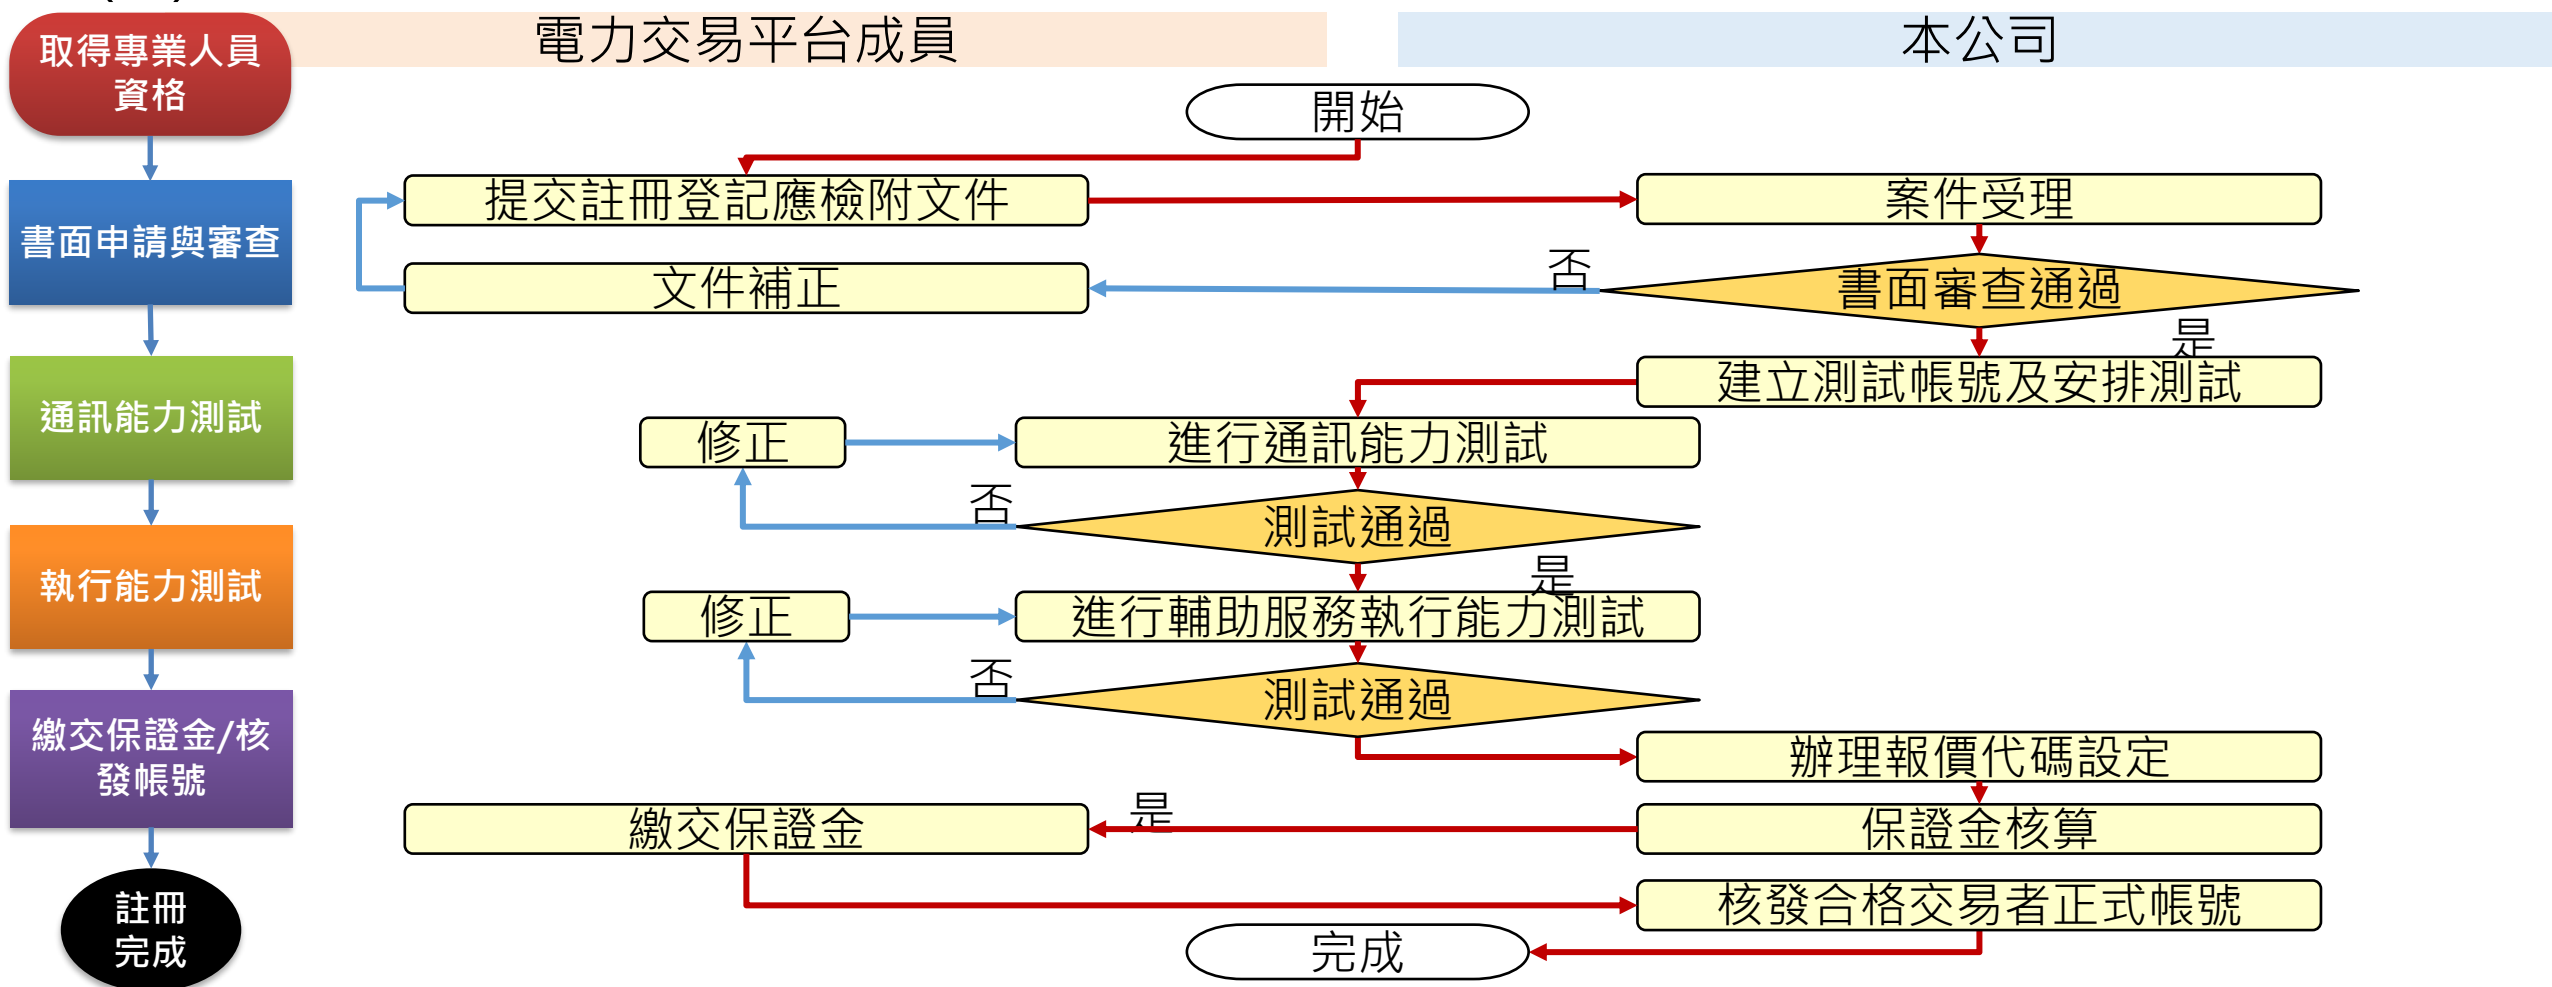 電力交易平台成員
本公司
取得專業人員
資格
書面申請與審查
通訊能力測試
執行能力測試
繳交保證金/核
發帳號
註冊
完成
開始
提交註冊登記應檢附文件
案件受理
否
文件補正
書面審查通過
是
建立測試帳號及安排測試
修正
進行通訊能力測試
否
測試通過
是
修正
進行輔助服務執行能力測試
否
測試通過
辦理報價代碼設定
是
繳交保證金
保證金核算
核發合格交易者正式帳號
完成